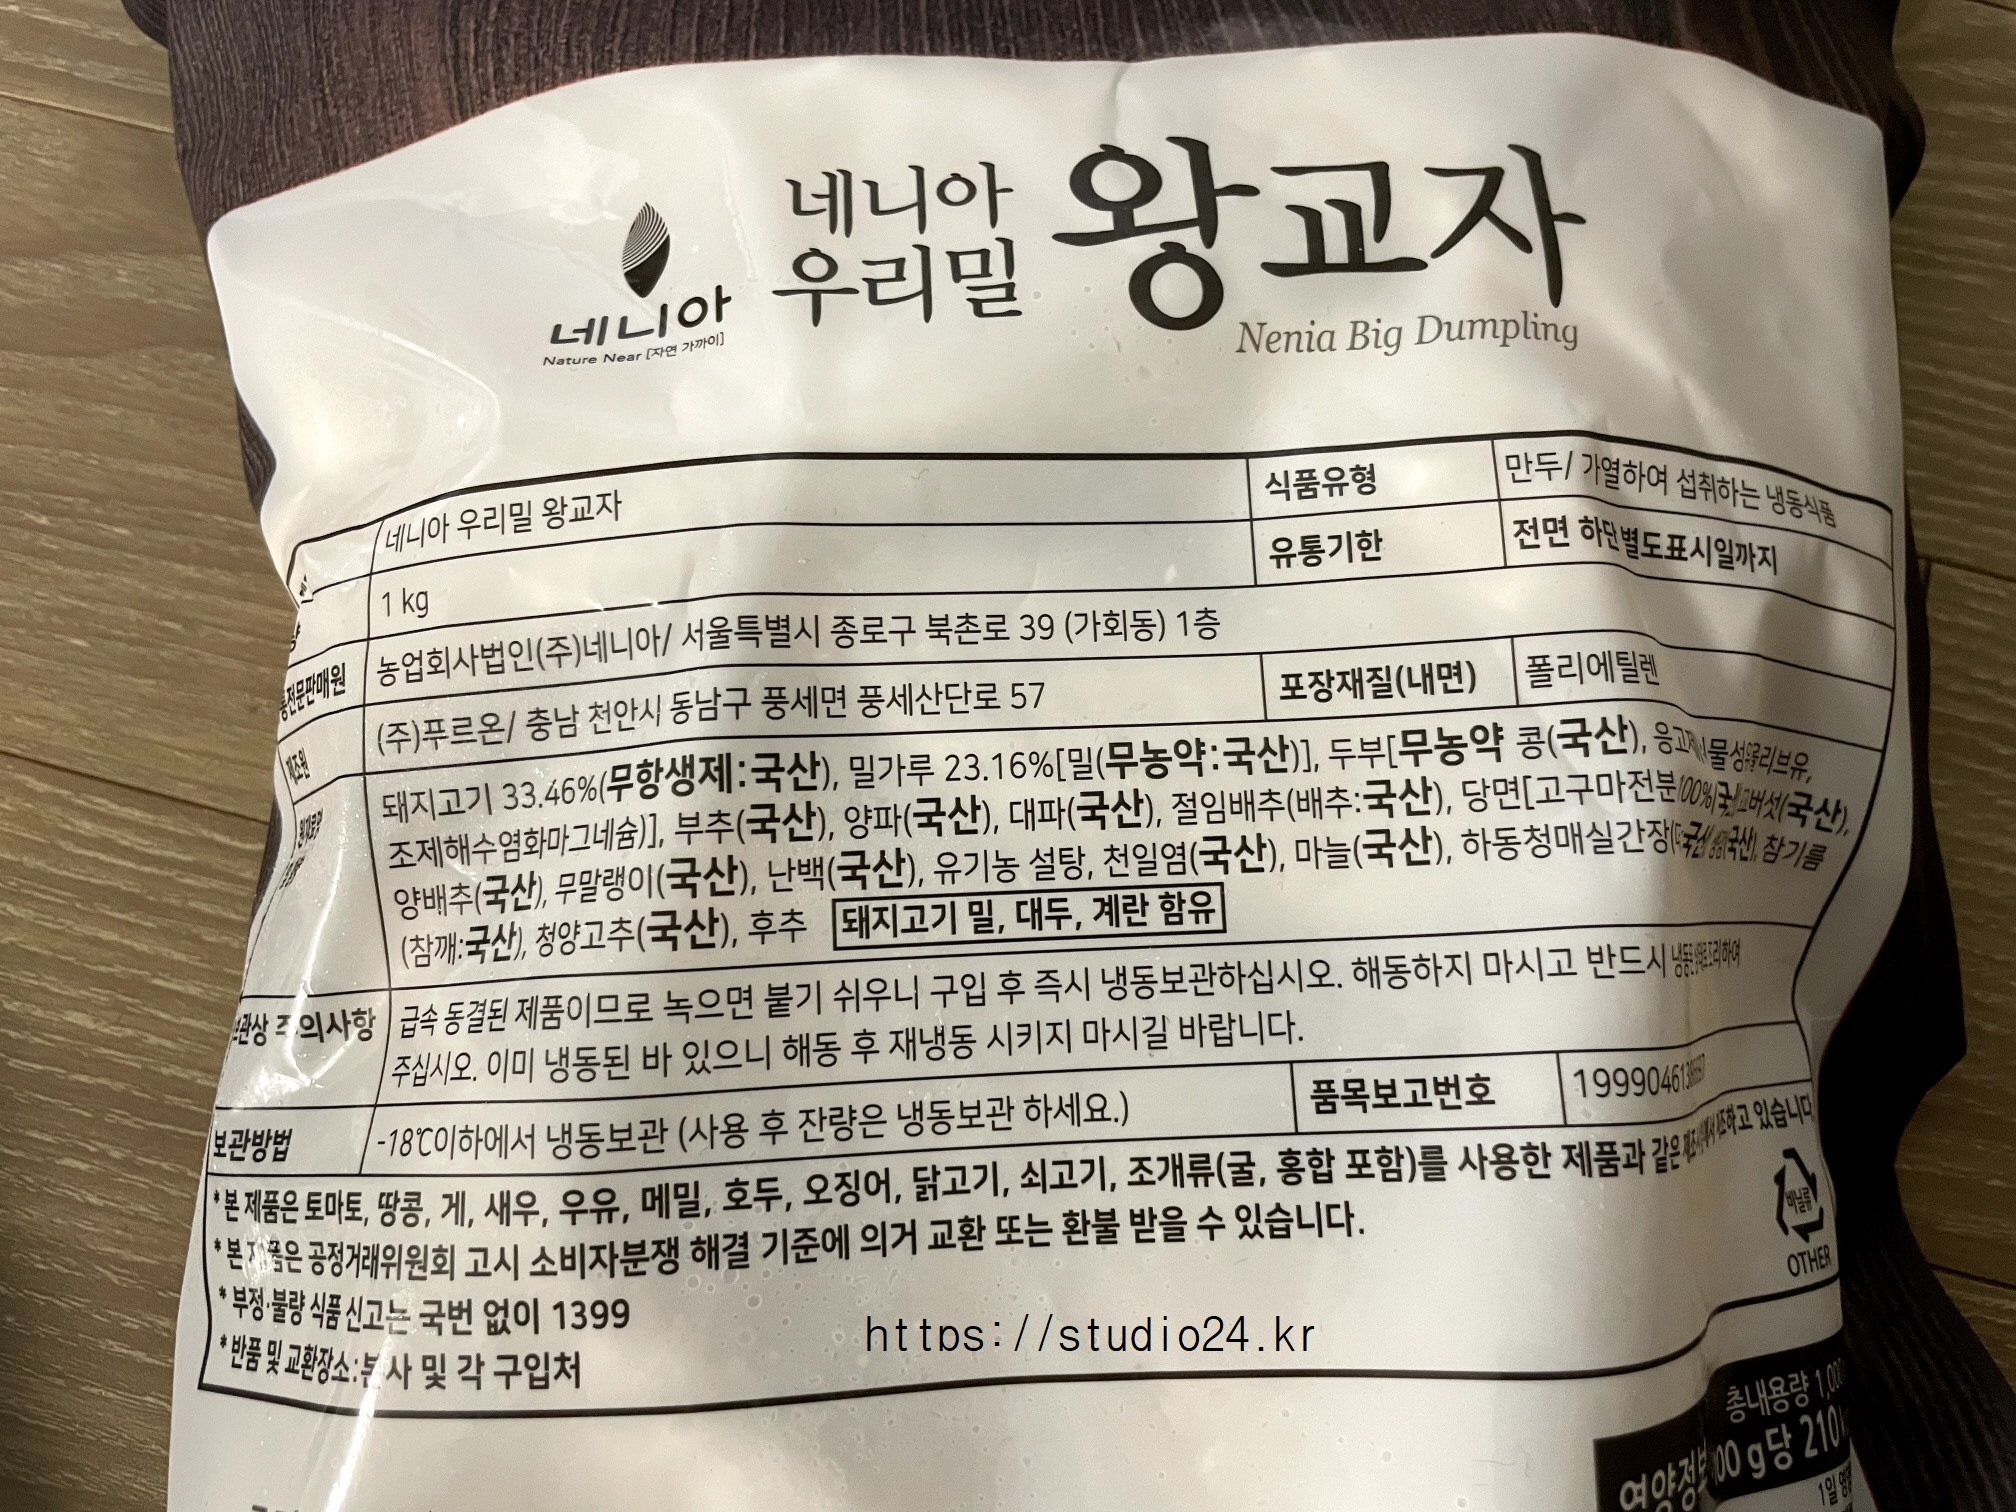 네니아
Nature Near [자연 가까이]
네니아
우리밀
왕교자
Nenia Big Dumpling
네니아 우리밀 왕교자
식품유형
만두/ 가열하여 섭취하는 냉동식품
1 kg
유통기한
전면 하단 별도표시일까지
농업회사법인(주)네니아/ 서울특별시 종로구 북촌로 39 (가회동) 1층
제조원
(주)푸르온/ 충남 천안시 동남구 풍세면 풍세산단로 57
포장재질(내면)
폴리에틸렌
돼지고기 33.46%(무항생제:국산), 밀가루 23.16%[밀(무농약:국산)], 두부[무농약 콩(국산),
조제해수염화마그네슘)], 부추(국산), 양파(국산), 대파(국산), 절임배추(배추:국산), 당면[고구마전분
양배추(국산), 무말랭이(국산), 난백(국산), 유기농 설탕, 천일염(국산), 마늘(국산), 하동청매실간장 참기름
(참깨:국산), 청양고추(국산), 후추 돼지고기 밀, 대두, 계란 함유
주의사항
급속 동결된 제품이므로 녹으면 붙기 쉬우니 구입 후 즉시 냉동보관하십시오. 해동하지 마시고 반드시
주십시오. 이미 냉동된 바 있으니 해동 후 재냉동 시키지 마시길 바랍니다.
보관방법
-18℃이하에서 냉동보관 (사용 후 잔량은 냉동보관 하세요.)
품목보고번호
* 본 제품은 토마토, 땅콩, 게, 새우, 우유, 메밀, 호두, 오징어, 닭고기, 쇠고기, 조개류(굴, 홍합 포함)를 사용한 제품과 같은 있습니다
* 본 제품은 공정거래위원회 고시 소비자분쟁 해결 기준에 의거 교환 또는 환불 받을 수 있습니다.
* 부정·불량 식품 신고는 국번 없이 1399
* 반품 및 교환장소:본사 및 각 구입처
비닐류
OTHER
https://studio24.kr
총내용량